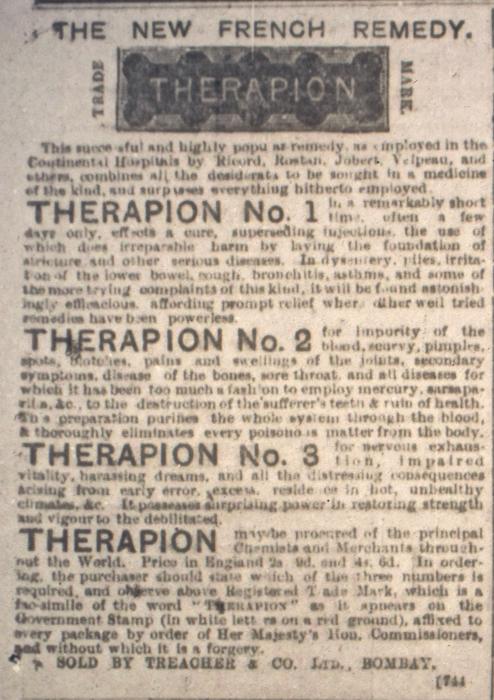 THE NEW FRENCH REMEDY.
TRADE THERAPION MARK.
This successful and highly popular remedy, as employed in the
Continental Hospitals by Ricord, Rostan, Jobert, Velpeau, and
others, combines all the desiderata to be sought in a medicine
of the kind, and surpasses everything hitherto employed.
THERAPION No. 1 in a remarkably short
time, often a few
days only, effects a cure, superseding injections, the use of
which does irreparable harm by laying the foundation of
stricture and other serious diseases. In dysentery, piles, irrita-
tion of the lower bowel, cough, bronchitis, asthma, and some of
the more trying complaints of this kind, it will be found astonish-
ingly efficacious, affording prompt relief where other well tried
remedies have been powerless.
THERAPION No. 2 for impurity of the
blood, scurvy, pimples,
spots, blotches, pains and swellings of the joints, secondary
symptoms, disease of the bones, sore throat, and all diseases for
which it has been too much a fashion to employ mercury, sarsapa-
rilla, &c., to the destruction of the sufferer's teeth & ruin of health.
This preparation purifies the whole system through the blood,
& thoroughly eliminates every poisonous matter from the body.
THERAPION No. 3 for nervous exhaus-
tion, impaired
vitality, harassing dreams, and all the distressing consequences
arising from early error, excess, residences in hot, unhealthy
climates, &c. It possesses surprising power in restoring strength
and vigour to the debilitated.
THERAPION may be procured of the principal
Chemists and Merchants through-
out the World. Price in England 2s 9d. and 4s. 6d. In order-
ing, the purchaser should state which of the three numbers is
required, and observe above Registered Trade Mark, which is a
fac-simile of the word "THERAPION" as it appears on the
Government Stamp (in white letters on a red ground), affixed to
every package by order of Her Majesty's Hon. Commissioners,
and without which it is a forgery.
SOLD BY TREACHER & CO. LTD., BOMBAY.
[744